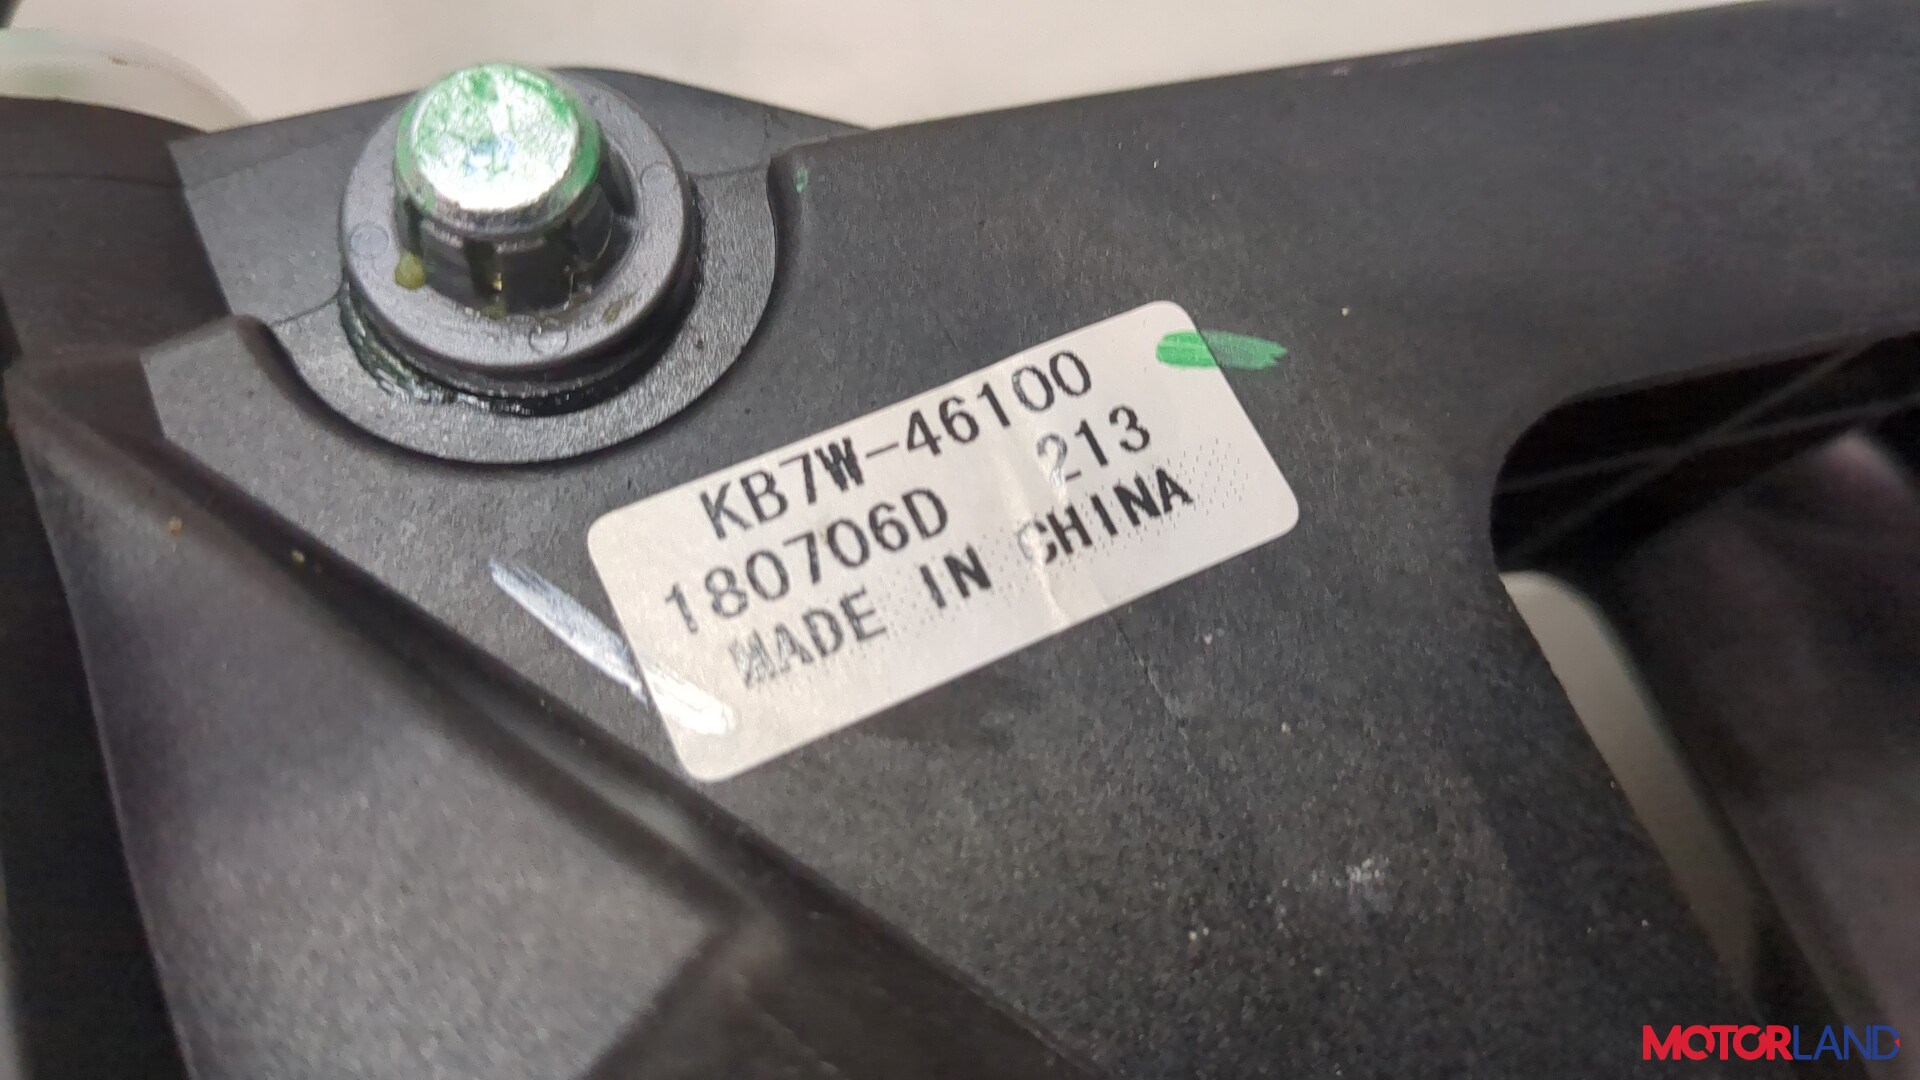 KB7W-46100
180706D 213
MADE IN CHINA
MOTORLAND